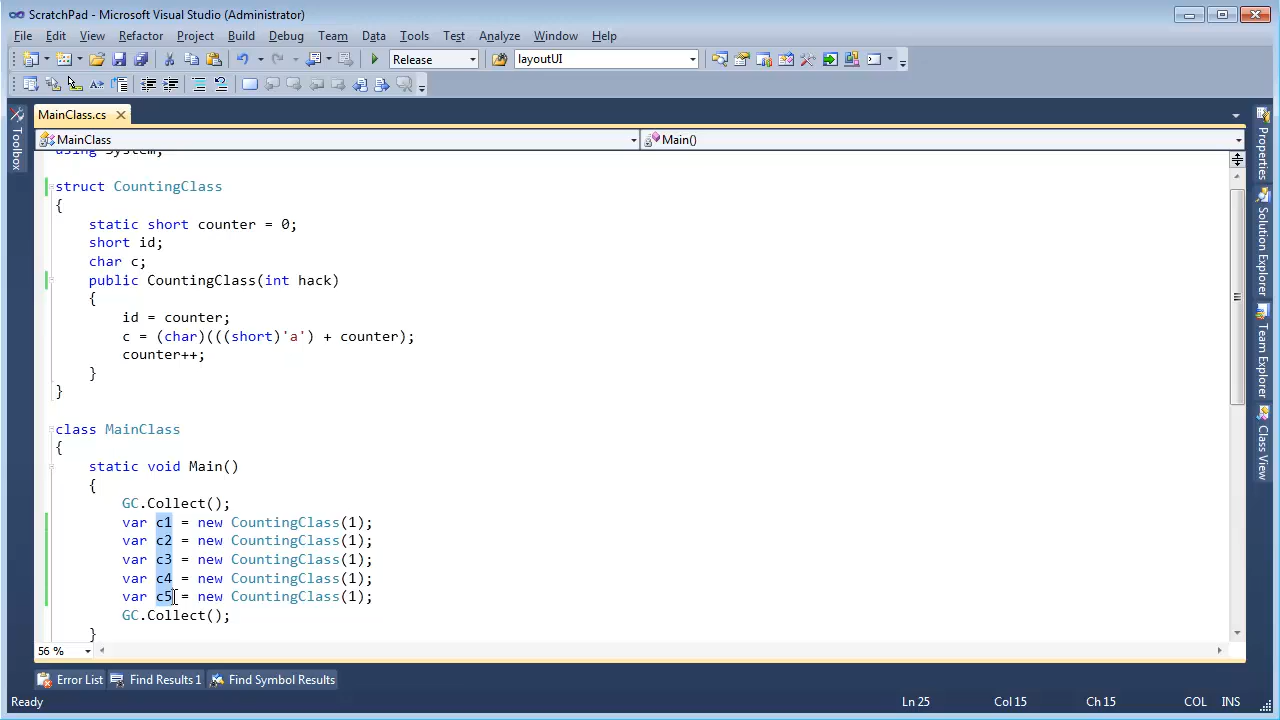 ScratchPad - Microsoft Visual Studio (Administrator)
File Edit View Refactor Project Build Debug Team Data Tools Test Analyze Window Help
Release layoutUI
MainClass.cs
MainClass Main()
using System;
struct CountingClass
{
static short counter = 0;
short id;
char c;
public CountingClass(int hack)
{
id = counter;
c = (char)(((short)'a') + counter);
counter++;
}
}
class MainClass
{
static void Main()
{
GC.Collect();
var c1 = new CountingClass(1);
var c2 = new CountingClass(1);
var c3 = new CountingClass(1);
var c4 = new CountingClass(1);
var c5 = new CountingClass(1);
GC.Collect();
}
56 %
Error List Find Results 1 Find Symbol Results
Ready Ln 25 Col 15 Ch 15 COL INS
Toolbox
Properties
Solution Explorer
Team Explorer
Class View